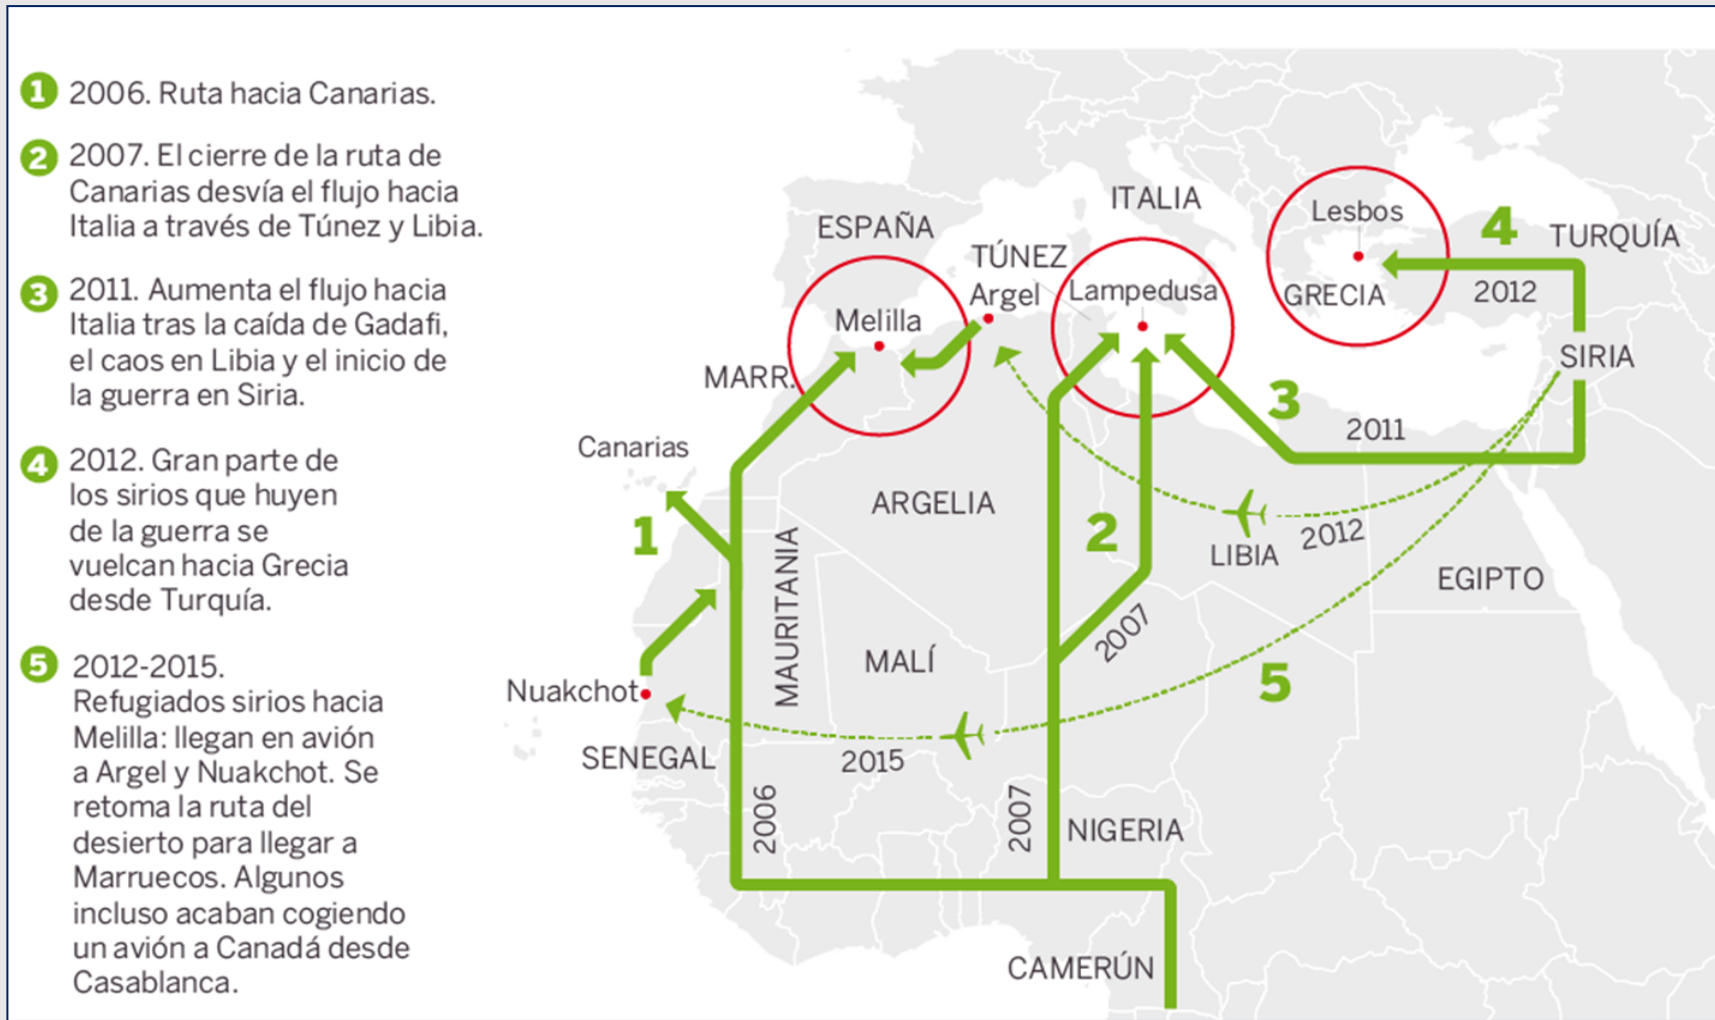 1 2006. Ruta hacia Canarias.
2 2007. El cierre de la ruta de
Canarias desvía el flujo hacia
Italia a través de Túnez y Libia.
3 2011. Aumenta el flujo hacia
Italia tras la caída de Gadafi,
el caos en Libia y el inicio de
la guerra en Siria.
4 2012. Gran parte de
los sirios que huyen
de la guerra se
vuelcan hacia Grecia
desde Turquía.
5 2012-2015.
Refugiados sirios hacia
Melilla: llegan en avión
a Argel y Nuakchot. Se
retoma la ruta del
desierto para llegar a
Marruecos. Algunos
incluso acaban cogiendo
un avión a Canadá desde
Casablanca.
ESPAÑA
ITALIA
Lesbos
4
TURQUÍA
TÚNEZ
Argel
Lampedusa
GRECIA
2012
Melilla
SIRIA
MARR.
3
2011
Canarias
ARGELIA
1
2
LIBIA
2012
EGIPTO
MAURITANIA
2007
MALÍ
5
Nuakchot
SENEGAL
2015
2006
2007
NIGERIA
CAMERÚN